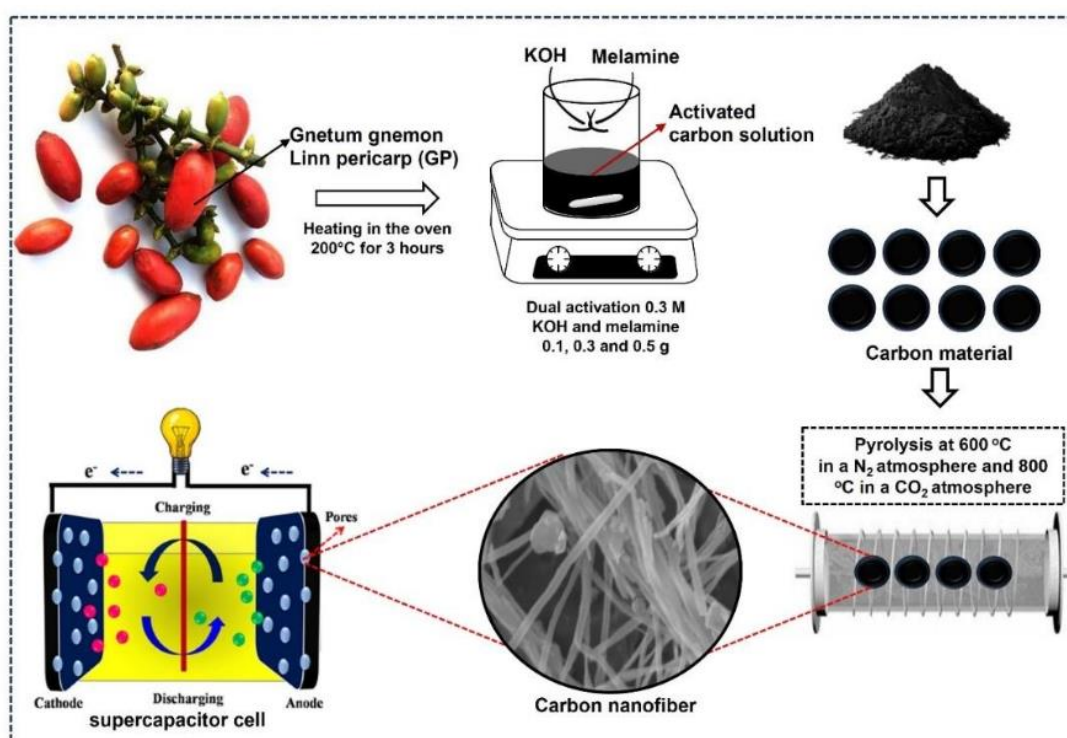 KOH Melamine
Activated
carbon solution
Gnetum gnemon
Linn pericarp (GP)
Heating in the oven
200°C for 3 hours
Dual activation 0.3 M
KOH and melamine
0.1, 0.3 and 0.5 g
Carbon material
Pyrolysis at 600 °C
in a N₂ atmosphere and 800
°C in a CO₂ atmosphere
e⁻ e⁻
Charging
Pores
Discharging
Cathode Anode
supercapacitor cell
Carbon nanofiber